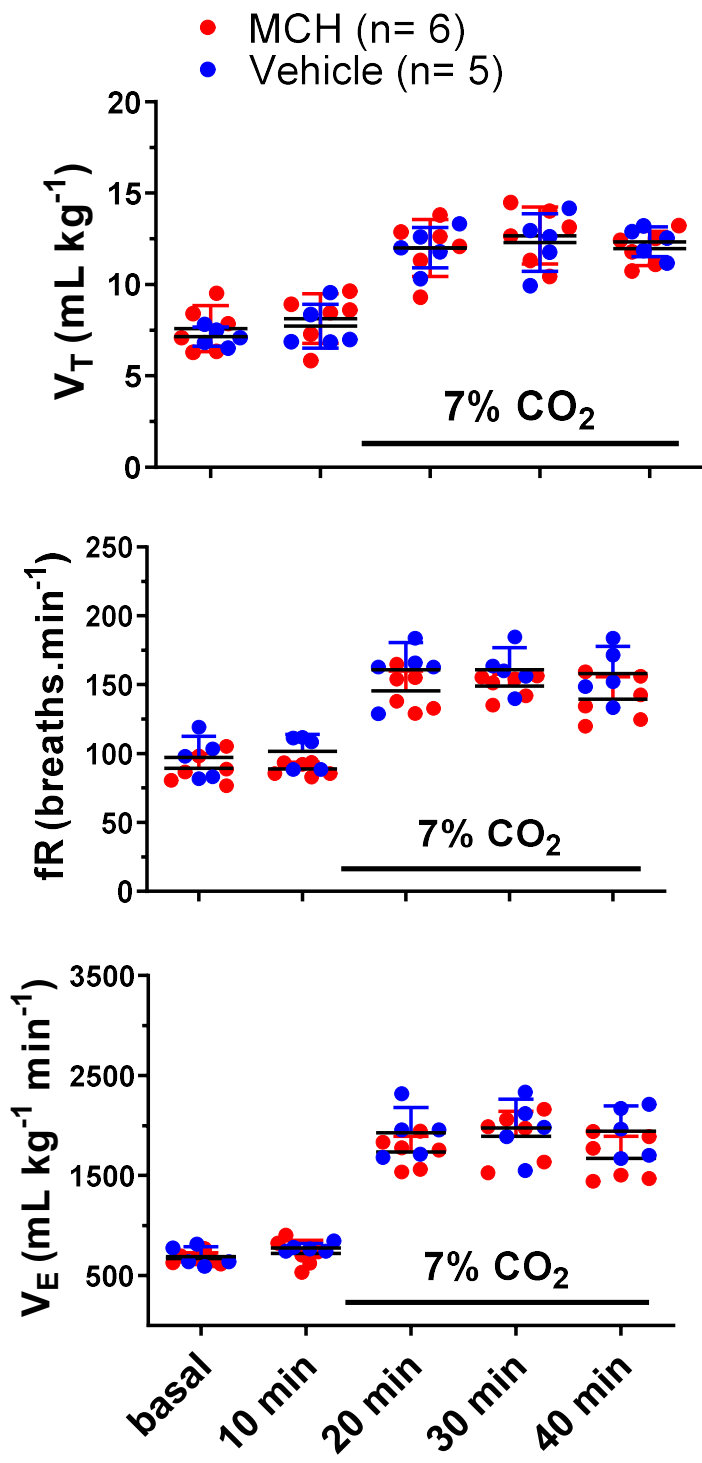 MCH (n= 6)
Vehicle (n= 5)
20
15
10
5
0
V_T (mL kg⁻¹)
7% CO₂
250
200
150
100
50
0
fR (breaths.min⁻¹)
7% CO₂
3500
2500
1500
500
V_E (mL kg⁻¹ min⁻¹)
7% CO₂
basal
10 min
20 min
30 min
40 min